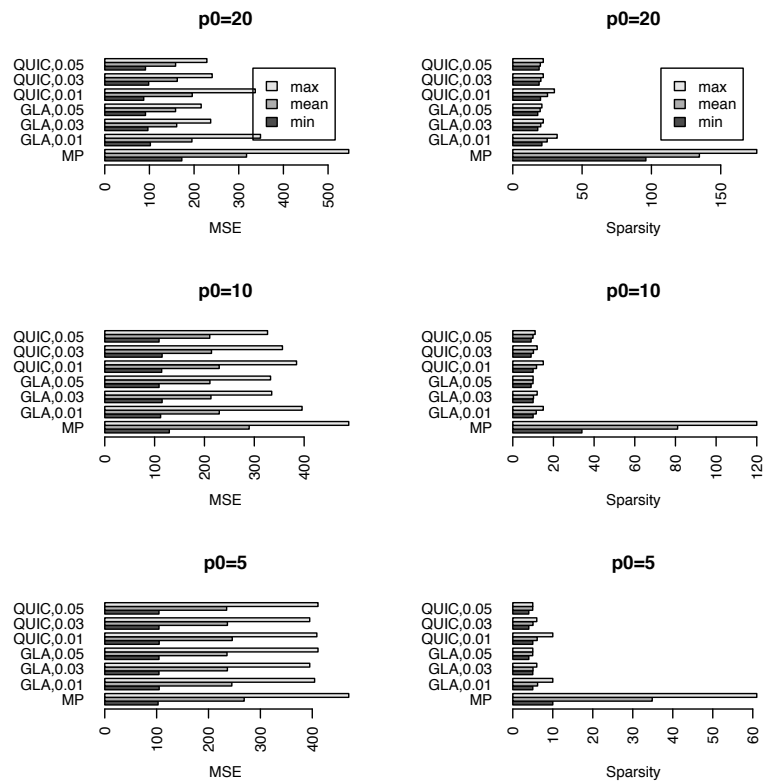 p0=20
QUIC,0.05
QUIC,0.03
QUIC,0.01
GLA,0.05
GLA,0.03
GLA,0.01
MP
max
mean
min
0 100 200 300 400 500
MSE
p0=20
QUIC,0.05
QUIC,0.03
QUIC,0.01
GLA,0.05
GLA,0.03
GLA,0.01
MP
max
mean
min
0 50 100 150
Sparsity
p0=10
QUIC,0.05
QUIC,0.03
QUIC,0.01
GLA,0.05
GLA,0.03
GLA,0.01
MP
0 100 200 300 400
MSE
p0=10
QUIC,0.05
QUIC,0.03
QUIC,0.01
GLA,0.05
GLA,0.03
GLA,0.01
MP
0 20 40 60 80 100 120
Sparsity
p0=5
QUIC,0.05
QUIC,0.03
QUIC,0.01
GLA,0.05
GLA,0.03
GLA,0.01
MP
0 100 200 300 400
MSE
p0=5
QUIC,0.05
QUIC,0.03
QUIC,0.01
GLA,0.05
GLA,0.03
GLA,0.01
MP
0 10 20 30 40 50 60
Sparsity